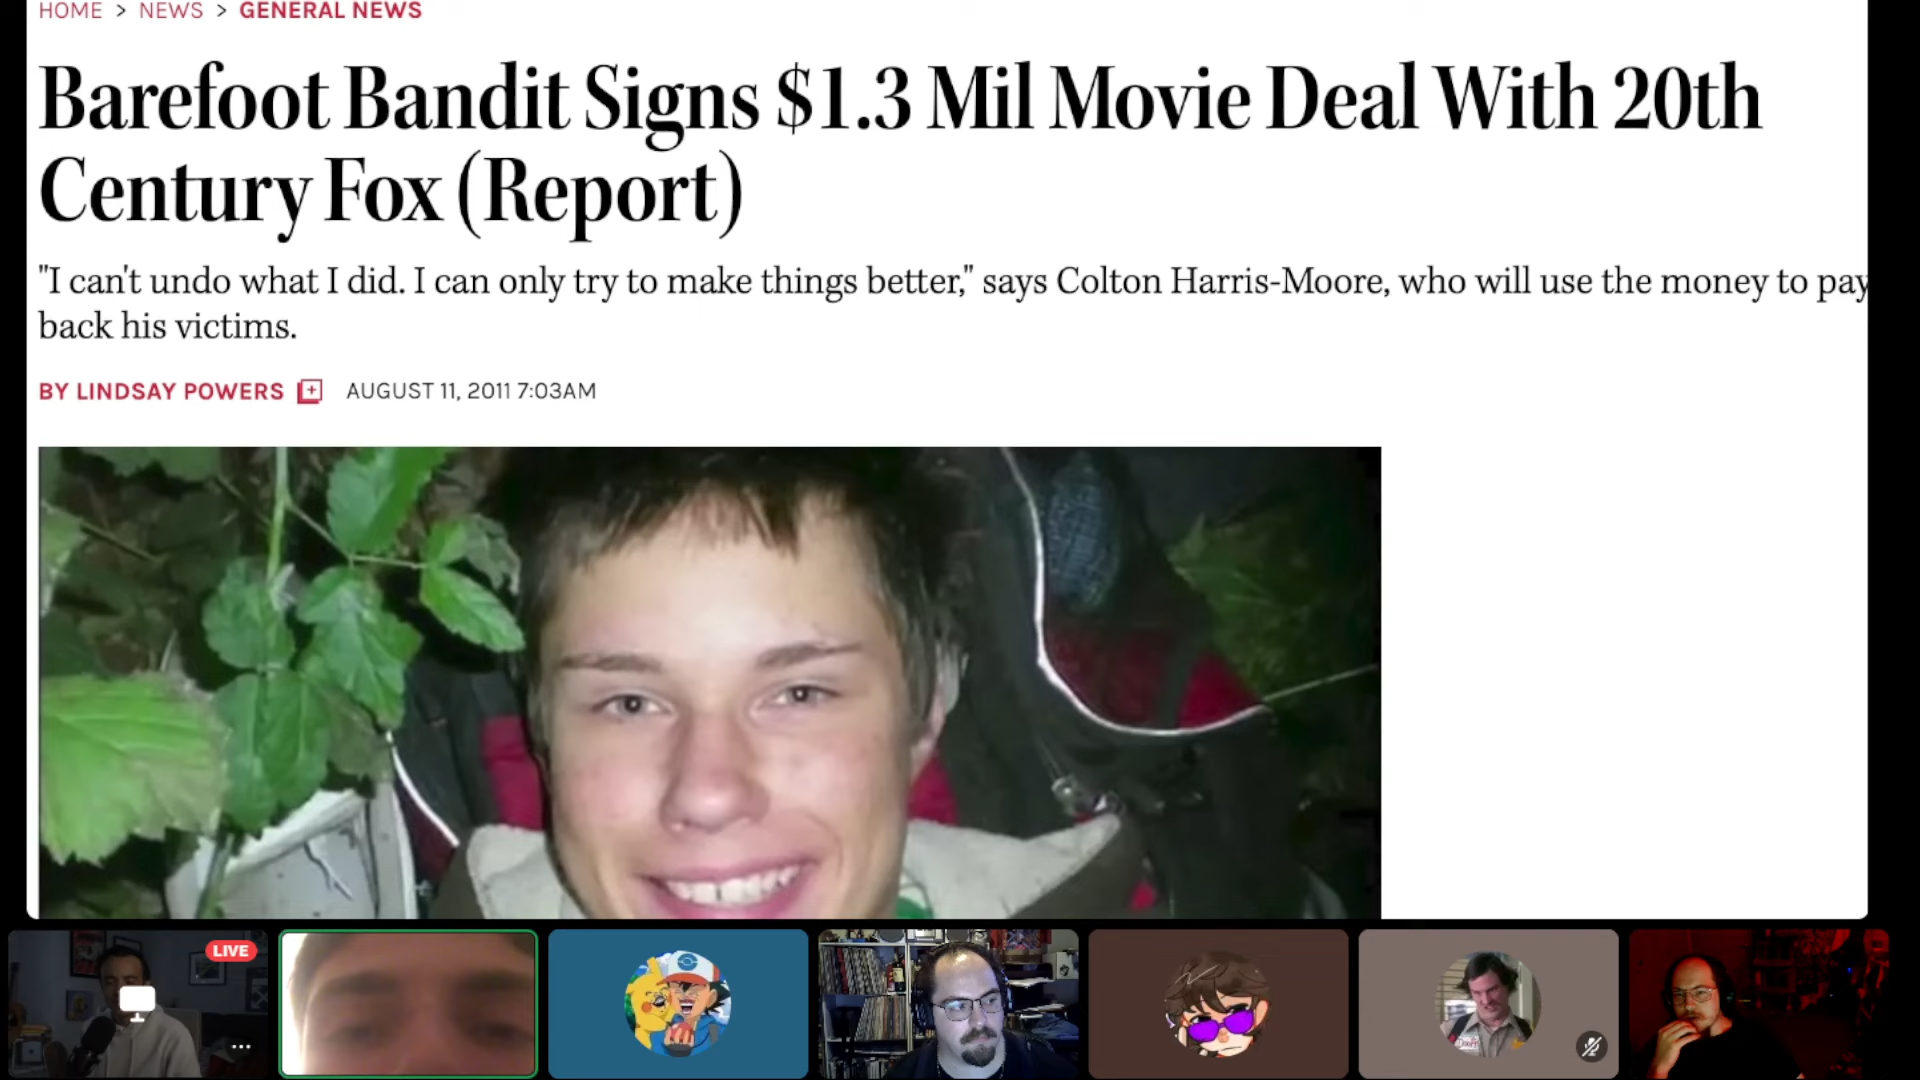 HOME > NEWS > GENERAL NEWS
Barefoot Bandit Signs $1.3 Mil Movie Deal With 20th
Century Fox (Report)
"I can't undo what I did. I can only try to make things better," says Colton Harris-Moore, who will use the money to pay
back his victims.
BY LINDSAY POWERS AUGUST 11, 2011 7:03AM
LIVE